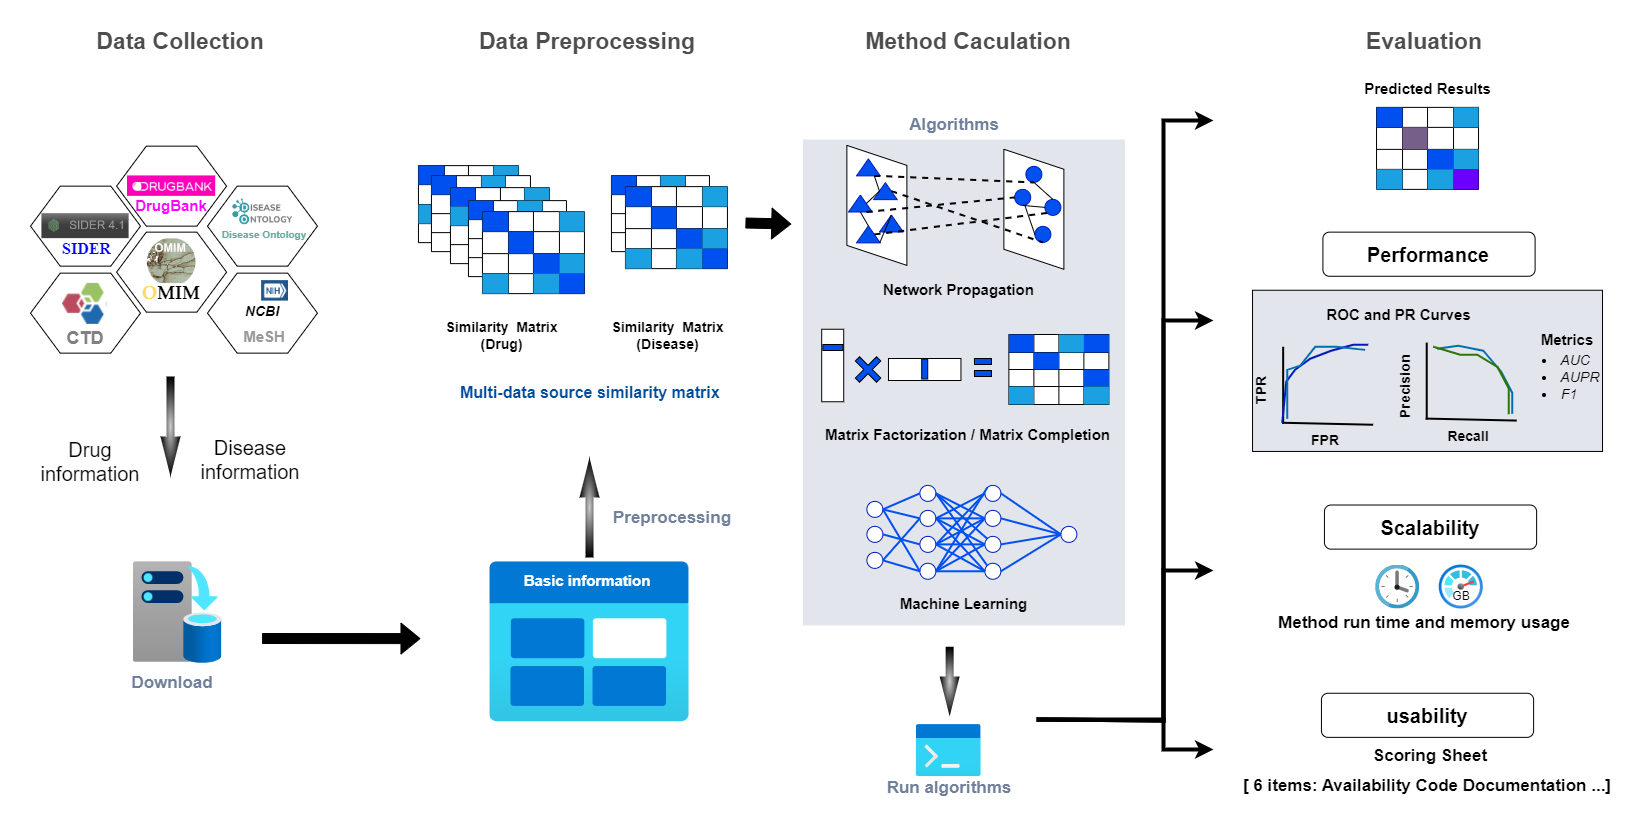 Data Collection
DRUGBANK
DrugBank
SIDER 4.1
SIDER
DISEASE
ONTOLOGY
Disease Ontology
OMIM
OMIM
CTD
NIH
NCBI
MeSH
Drug
information
Disease
information
Download
Data Preprocessing
Similarity Matrix
(Drug)
Similarity Matrix
(Disease)
Multi-data source similarity matrix
Preprocessing
Basic information
Method Caculation
Algorithms
Network Propagation
Matrix Factorization / Matrix Completion
Machine Learning
Run algorithms
Evaluation
Predicted Results
Performance
ROC and PR Curves
TPR
FPR
Precision
Recall
Metrics
• AUC
• AUPR
• F1
Scalability
GB
Method run time and memory usage
usability
Scoring Sheet
[ 6 items: Availability Code Documentation ...]